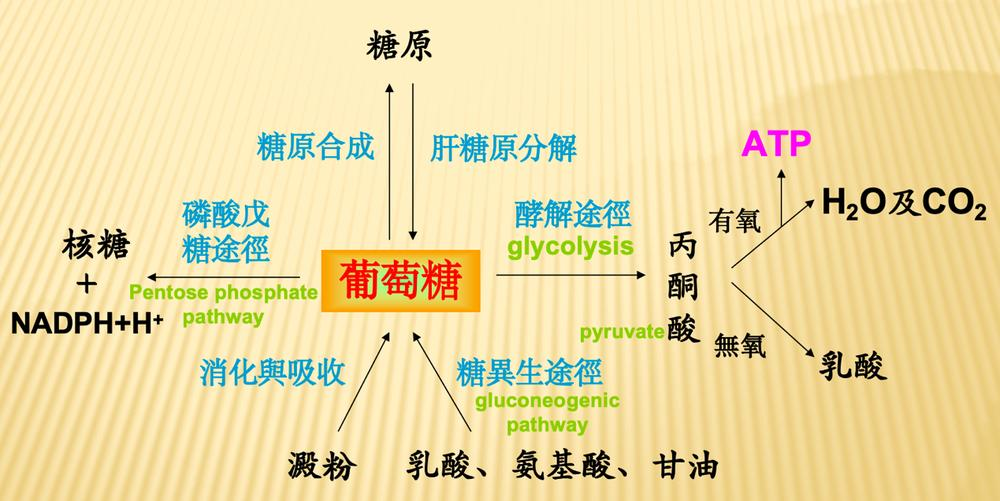 糖原
糖原合成
肝糖原分解
ATP
H₂O及CO₂
有氧
磷酸戊
糖途徑
酵解途徑
glycolysis
核糖
+
NADPH+H⁺
Pentose phosphate
pathway
葡萄糖
丙
酮
酸
pyruvate
無氧
乳酸
消化與吸收
糖異生途徑
gluconeogenic
pathway
澱粉
乳酸、氨基酸、甘油